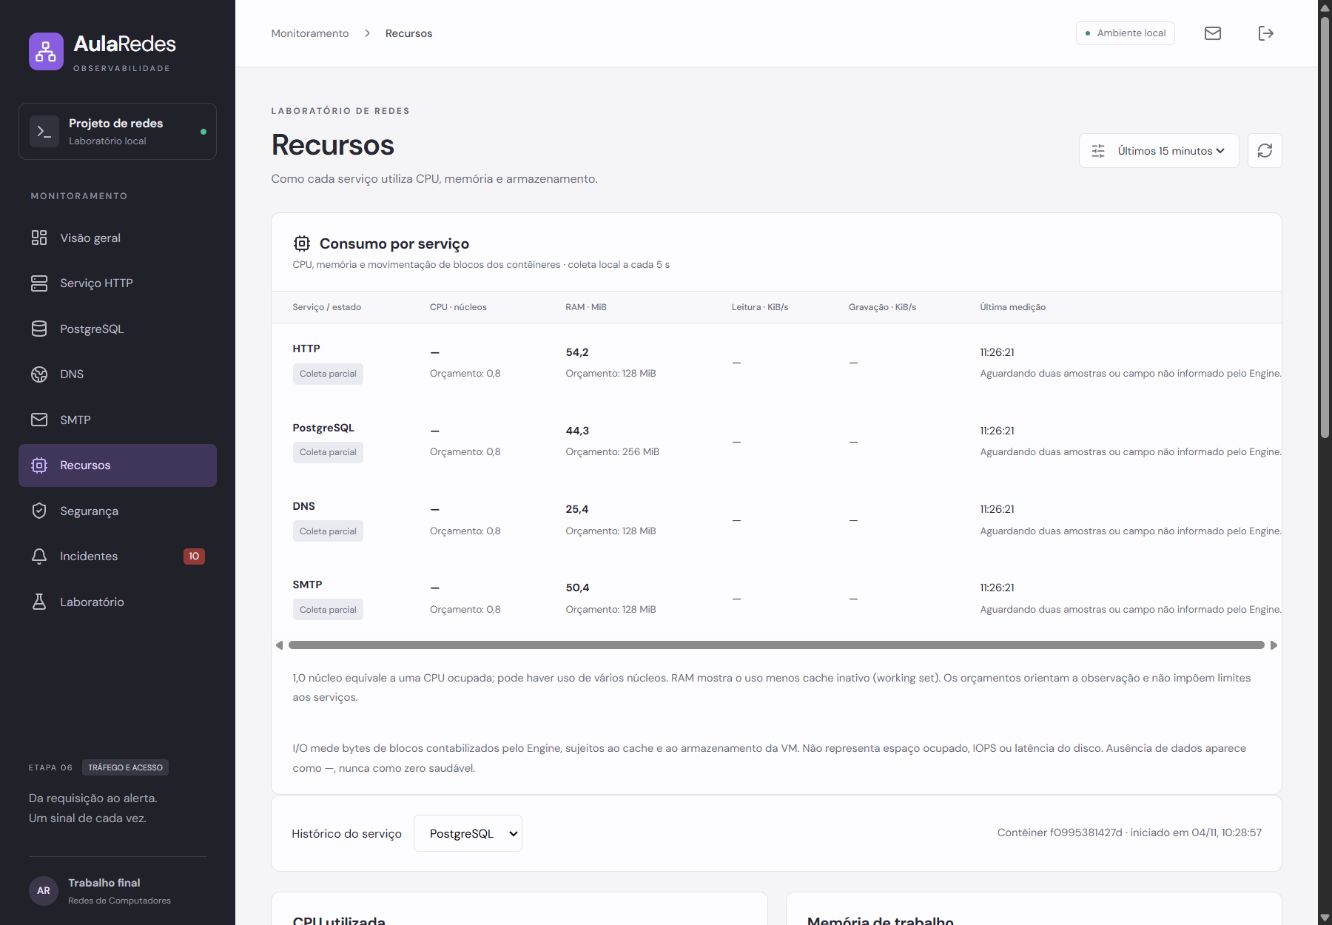 AulaRedes
OBSERVABILIDADE
Projeto de redes
Laboratório local
MONITORAMENTO
Visão geral
Serviço HTTP
PostgreSQL
DNS
SMTP
Recursos
Segurança
Incidentes 10
Laboratório
ETAPA 06 TRÁFEGO E ACESSO
Da requisição ao alerta.
Um sinal de cada vez.
AR Trabalho final
Redes de Computadores
Monitoramento > Recursos
Ambiente local
LABORATÓRIO DE REDES
Recursos
Como cada serviço utiliza CPU, memória e armazenamento.
Últimos 15 minutos
Consumo por serviço
CPU, memória e movimentação de blocos dos contêineres · coleta local a cada 5 s
Serviço / estado CPU · núcleos RAM · MiB Leitura · KiB/s Gravação · KiB/s Última medição
HTTP — 54,2 — — 11:26:21
Coleta parcial Orçamento: 0,8 Orçamento: 128 MiB Aguardando duas amostras ou campo não informado pelo Engine.
PostgreSQL — 44,3 — — 11:26:21
Coleta parcial Orçamento: 0,8 Orçamento: 256 MiB Aguardando duas amostras ou campo não informado pelo Engine.
DNS — 25,4 — — 11:26:21
Coleta parcial Orçamento: 0,8 Orçamento: 128 MiB Aguardando duas amostras ou campo não informado pelo Engine.
SMTP — 50,4 — — 11:26:21
Coleta parcial Orçamento: 0,8 Orçamento: 128 MiB Aguardando duas amostras ou campo não informado pelo Engine.
1,0 núcleo equivale a uma CPU ocupada; pode haver uso de vários núcleos. RAM mostra o uso menos cache inativo (working set). Os orçamentos orientam a observação e não impõem limites
aos serviços.
I/O mede bytes de blocos contabilizados pelo Engine, sujeitos ao cache e ao armazenamento da VM. Não representa espaço ocupado, IOPS ou latência do disco. Ausência de dados aparece
como —, nunca como zero saudável.
Histórico do serviço PostgreSQL Contêiner f0995381427d · iniciado em 04/11, 10:28:57
CPU utilizada Memória de trabalho